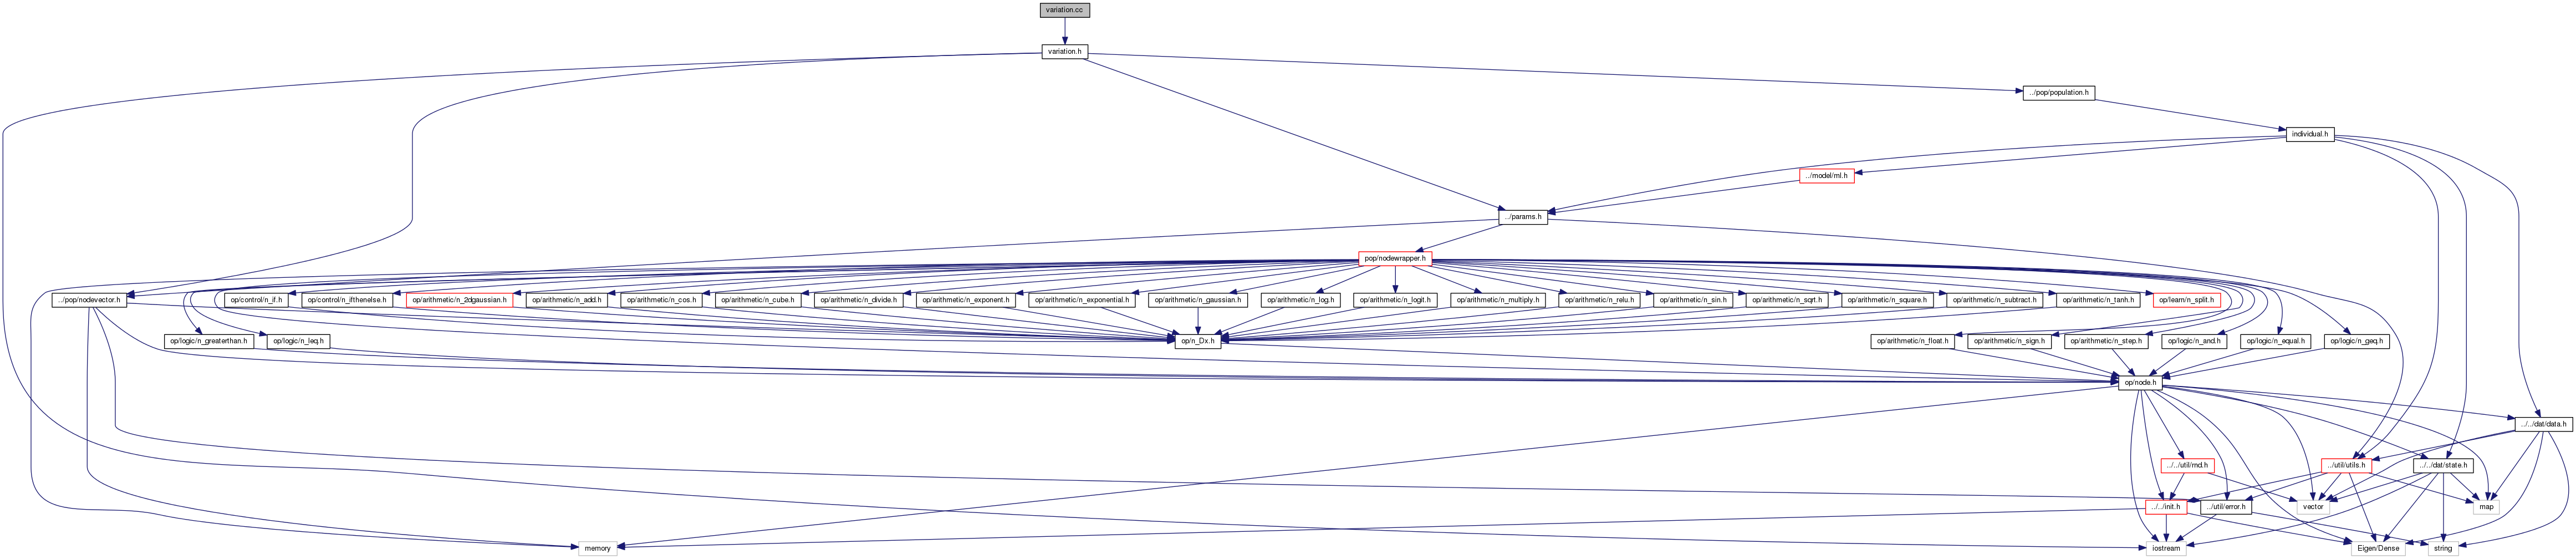 variation.cc
variation.h
../pop/population.h
individual.h
../model/ml.h
../params.h
pop/nodewrapper.h
../pop/nodevector.h
op/control/n_if.h
op/control/n_ifthenelse.h
op/arithmetic/n_2dgaussian.h
op/arithmetic/n_add.h
op/arithmetic/n_cos.h
op/arithmetic/n_cube.h
op/arithmetic/n_divide.h
op/arithmetic/n_exponent.h
op/arithmetic/n_exponential.h
op/arithmetic/n_gaussian.h
op/arithmetic/n_log.h
op/arithmetic/n_logit.h
op/arithmetic/n_multiply.h
op/arithmetic/n_relu.h
op/arithmetic/n_sin.h
op/arithmetic/n_sqrt.h
op/arithmetic/n_square.h
op/arithmetic/n_subtract.h
op/arithmetic/n_tanh.h
op/learn/n_split.h
op/logic/n_greaterthan.h
op/logic/n_leq.h
op/n_Dx.h
op/arithmetic/n_float.h
op/arithmetic/n_sign.h
op/arithmetic/n_step.h
op/logic/n_and.h
op/logic/n_equal.h
op/logic/n_geq.h
op/node.h
../../dat/data.h
../../util/rnd.h
../util/utils.h
../../dat/state.h
../../init.h
../util/error.h
vector
map
memory
iostream
Eigen/Dense
string